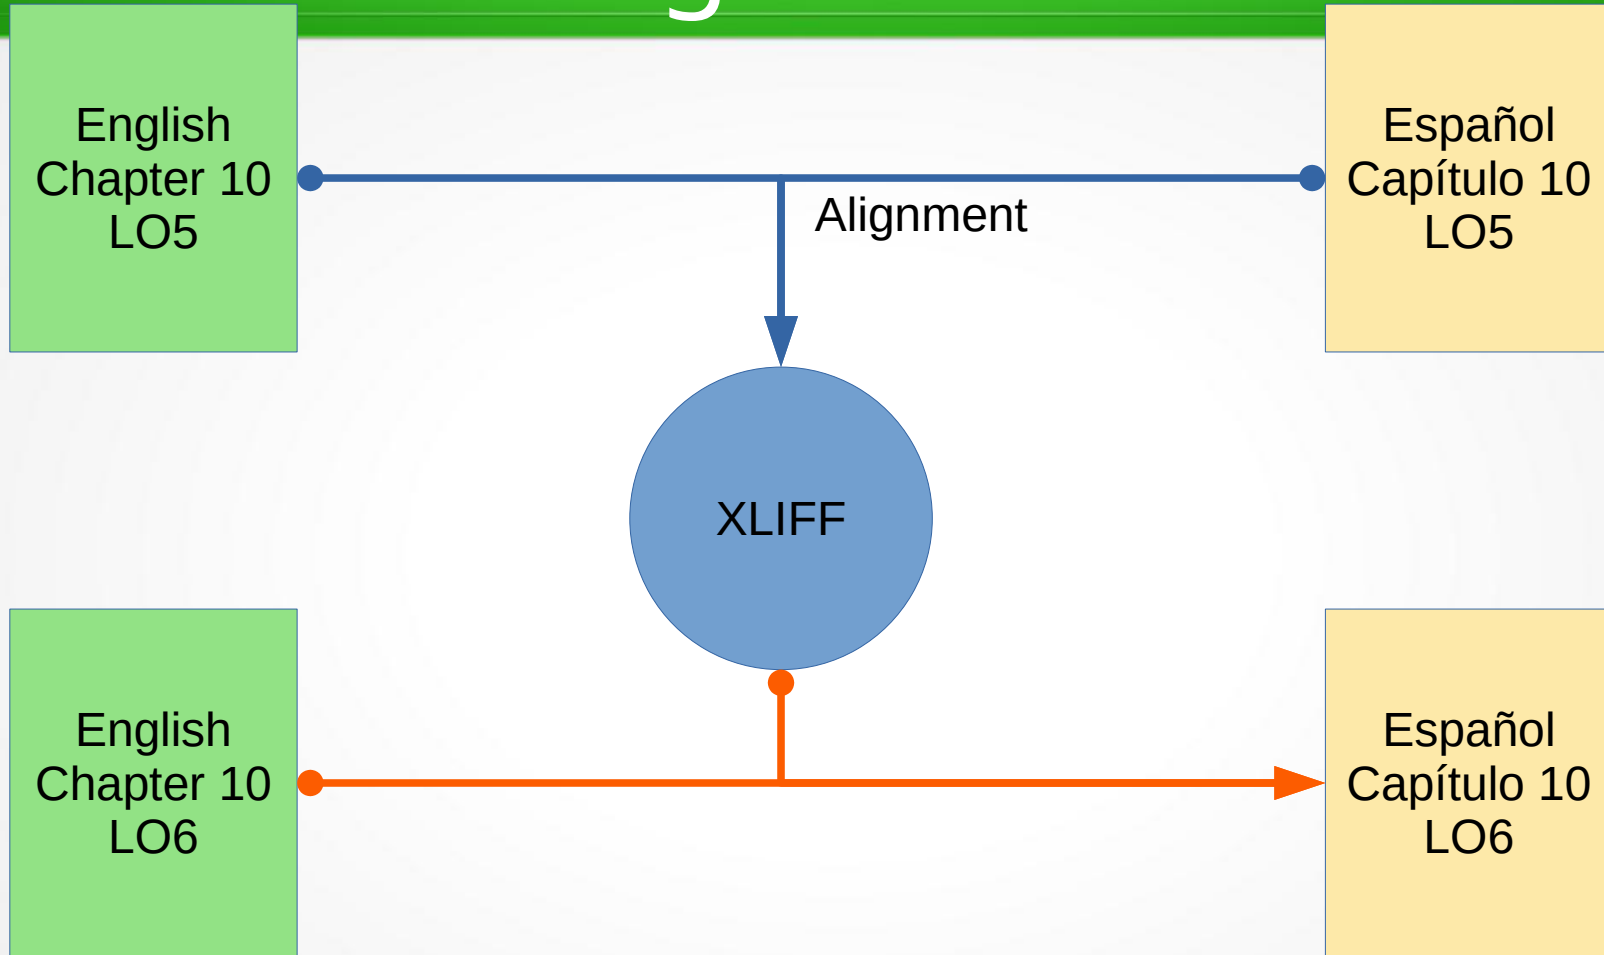 English
Chapter 10
LO5
Español
Capítulo 10
LO5
Alignment
XLIFF
English
Chapter 10
LO6
Español
Capítulo 10
LO6